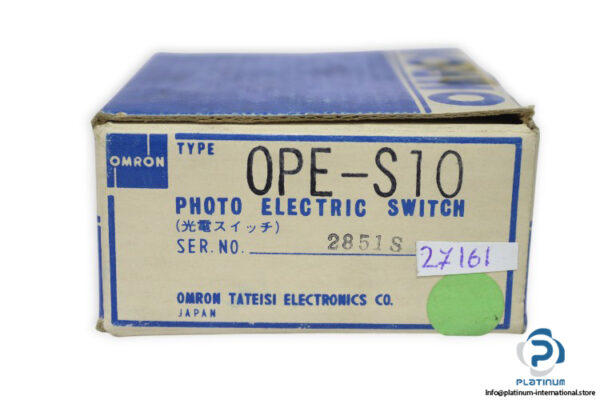 OMRON
TYPE
OPE-S10
PHOTO ELECTRIC SWITCH
(光電スイッチ)
SER.NO. 2851S
27161
OMRON TATEISI ELECTRONICS CO.
JAPAN
PLATINUM
Info@platinum-international.store